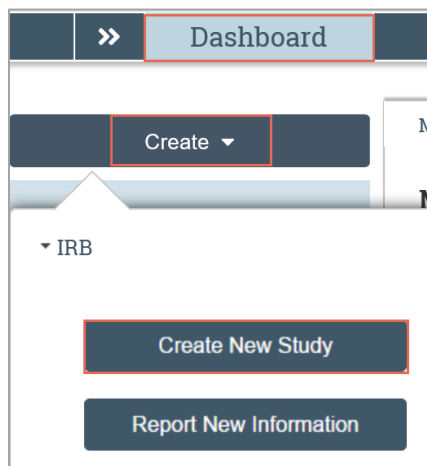 Dashboard
Create
IRB
Create New Study
Report New Information